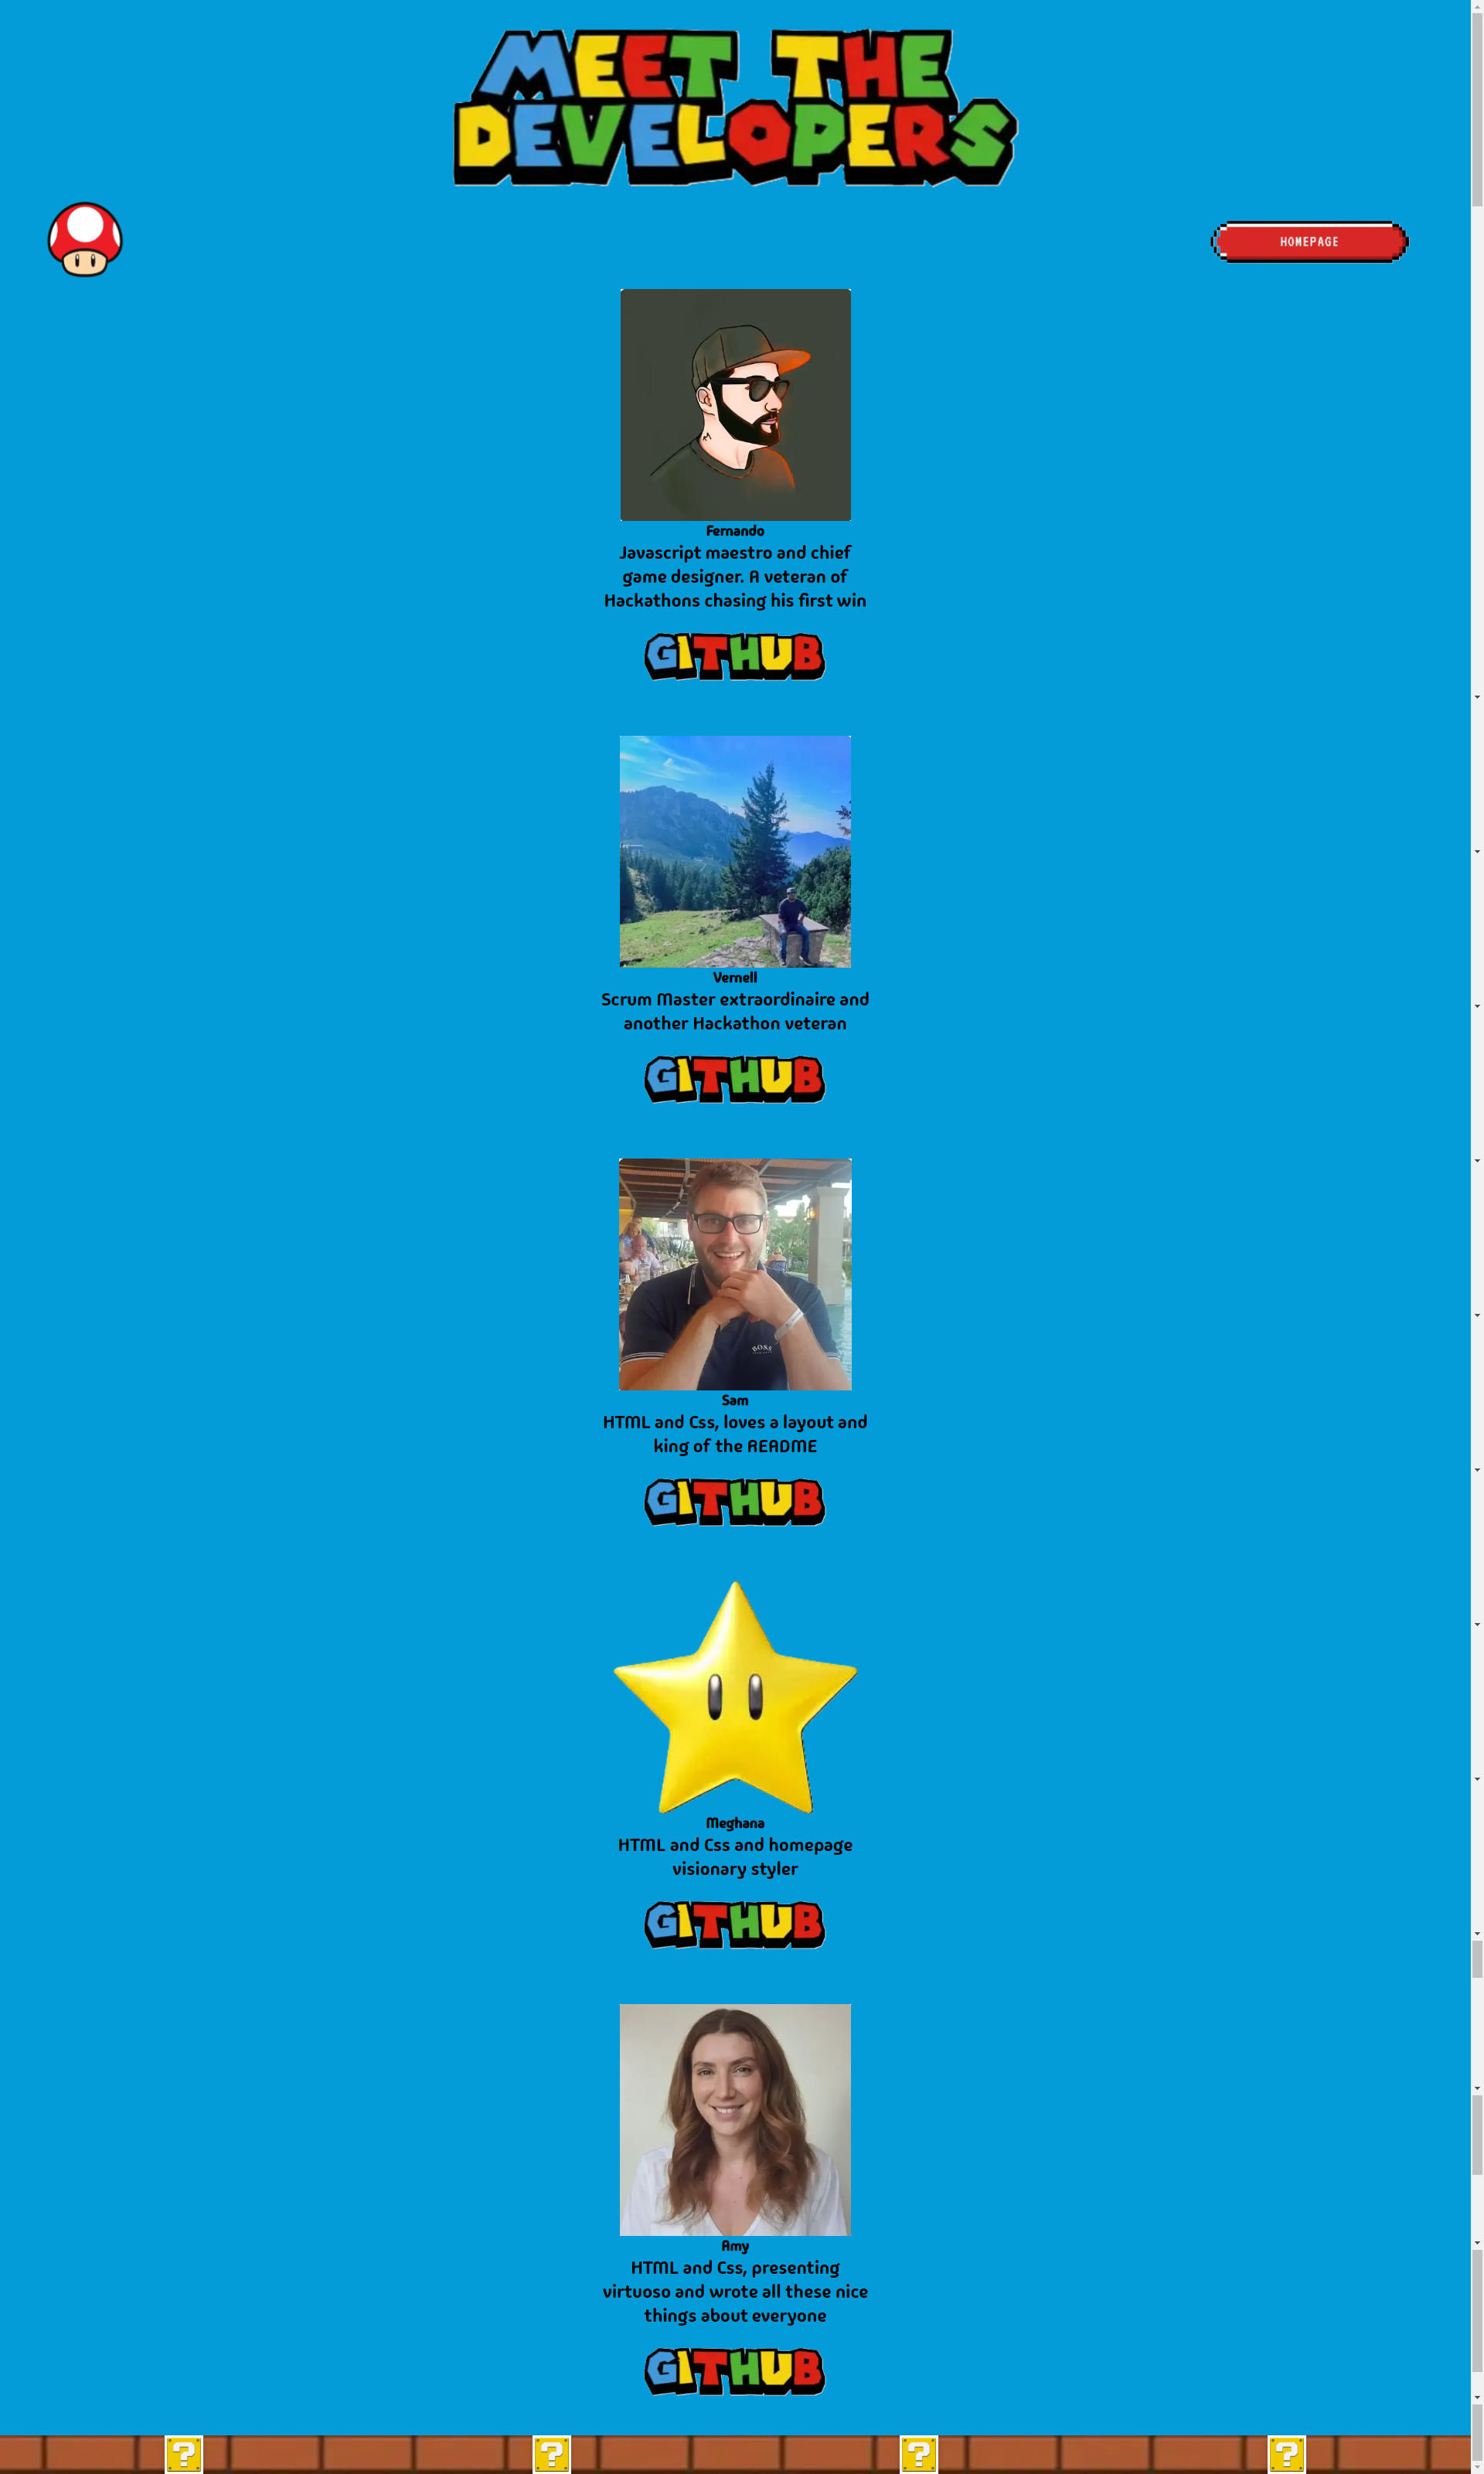 MEET THE
DEVELOPERS
HOMEPAGE
Fernando
Javascript maestro and chief
game designer. A veteran of
Hackathons chasing his first win
GITHUB
Vernell
Scrum Master extraordinaire and
another Hackathon veteran
GITHUB
BOSS
Sam
HTML and Css, loves a layout and
king of the README
GITHUB
Meghana
HTML and Css and homepage
visionary styler
GITHUB
Amy
HTML and Css, presenting
virtuoso and wrote all these nice
things about everyone
GITHUB
? ? ? ?